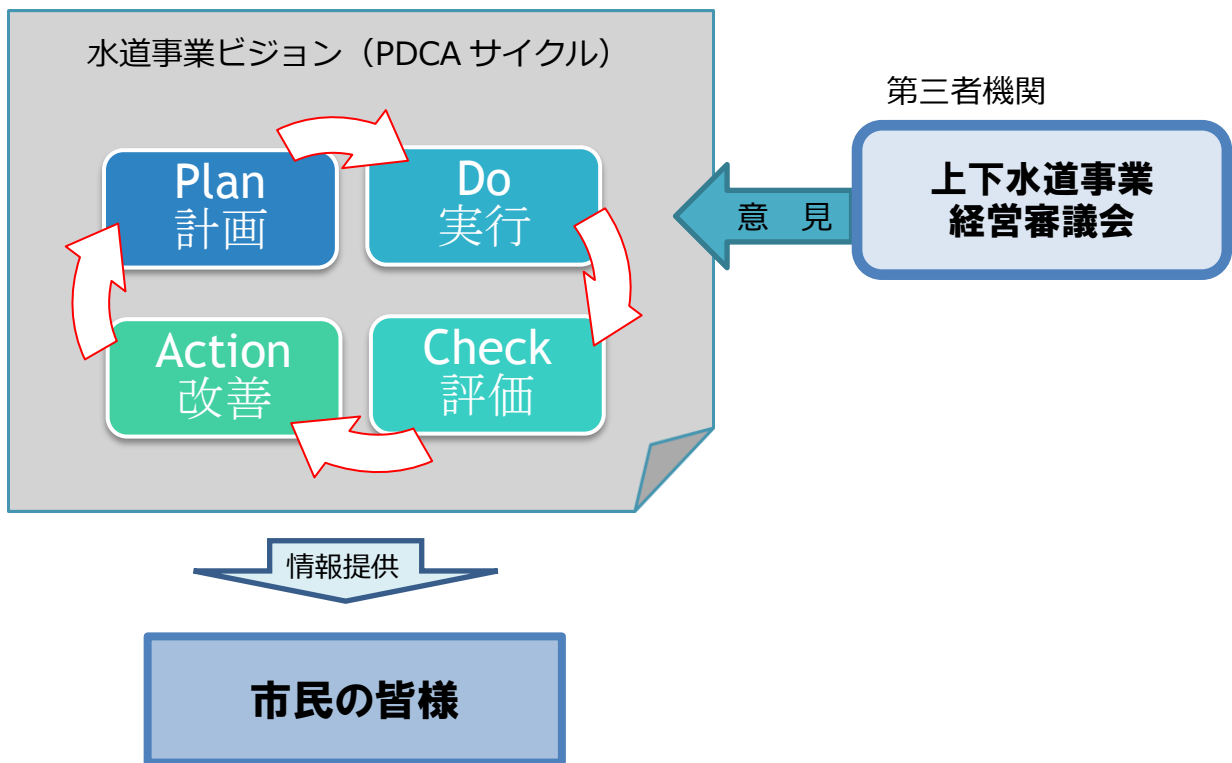 水道事業ビジョン（PDCA サイクル）
Plan
計画
Do
実行
Action
改善
Check
評価
第三者機関
上下水道事業
経営審議会
意　見
情報提供
市民の皆様